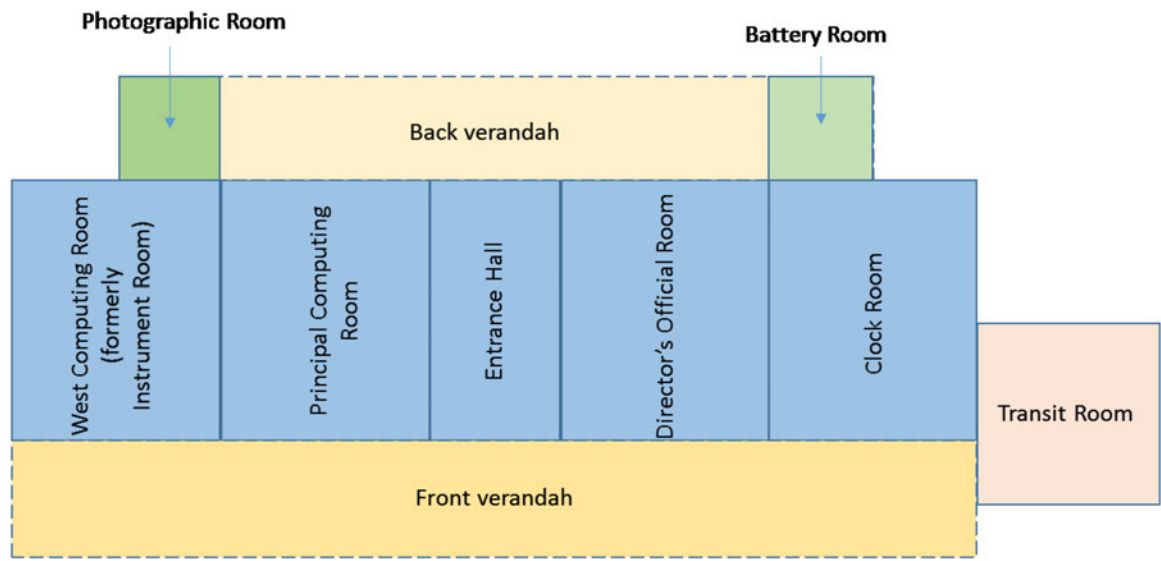 Photographic Room
Battery Room
Back verandah
West Computing Room
(formerly
Instrument Room)
Principal Computing
Room
Entrance Hall
Director’s Official Room
Clock Room
Transit Room
Front verandah